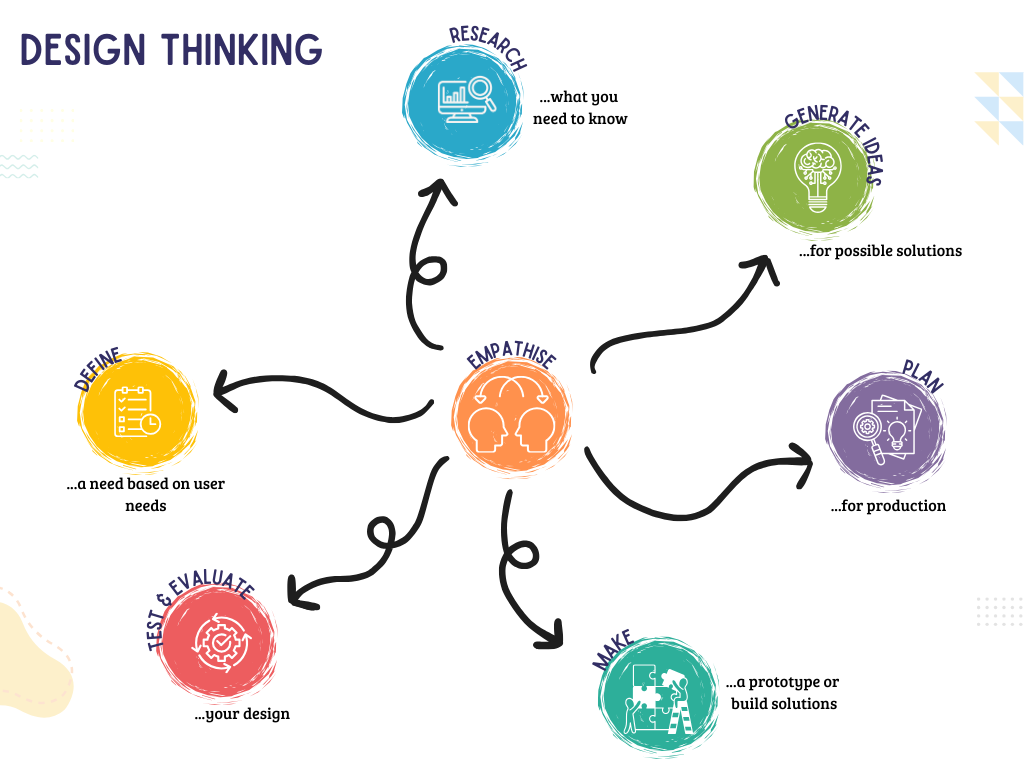 DESIGN THINKING
RESEARCH
...what you
need to know
GENERATE IDEAS
...for possible solutions
EMPATHISE
DEFINE
...a need based on user
needs
PLAN
...for production
TEST & EVALUATE
...your design
MAKE
...a prototype or
build solutions